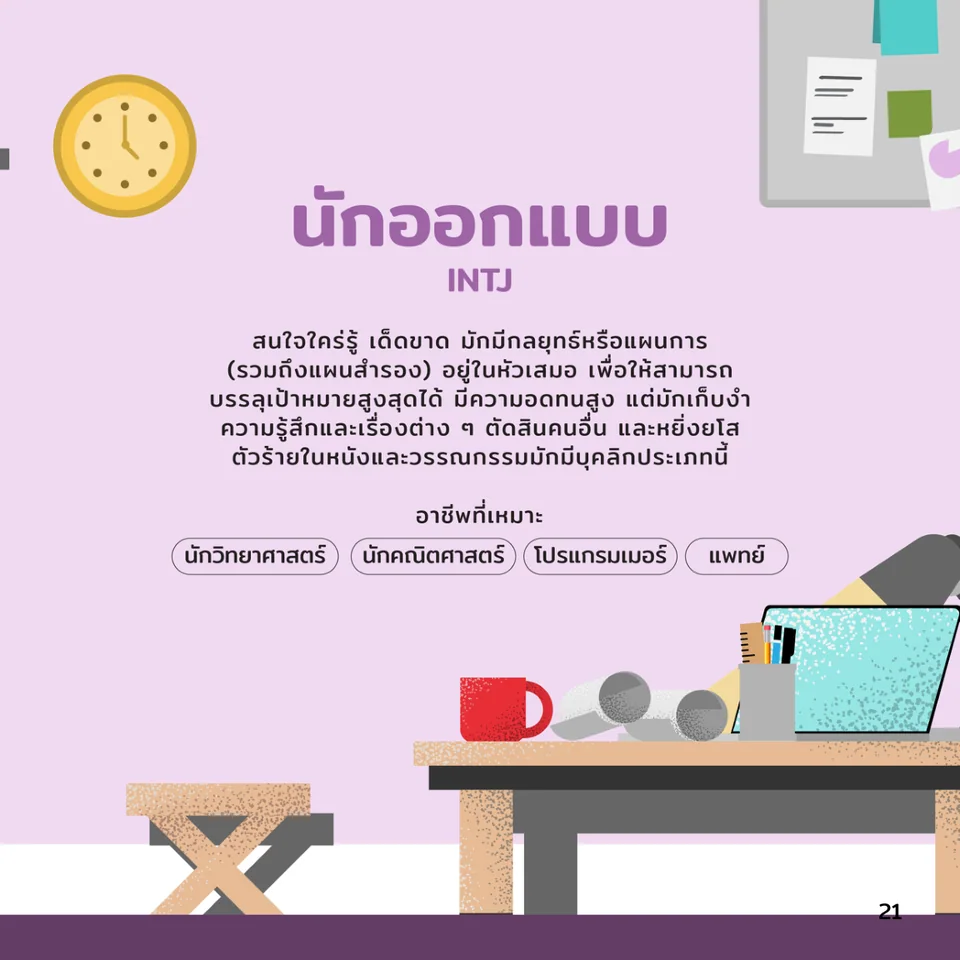 นักออกแบบ
INTJ
สนใจใคร่รู้ เด็ดขาด มักมีกลยุทธ์หรือแผนการ
(รวมถึงแผนสำรอง) อยู่ในหัวเสมอ เพื่อให้สามารถ
บรรลุเป้าหมายสูงสุดได้ มีความอดทนสูง แต่มักเก็บงำ
ความรู้สึกและเรื่องต่าง ๆ ตัดสินคนอื่น และหยิ่งยโส
ตัวร้ายในหนังและวรรณกรรมมักมีบุคลิกประเภทนี้
อาชีพที่เหมาะ
นักวิทยาศาสตร์ นักคณิตศาสตร์ โปรแกรมเมอร์ แพทย์
21